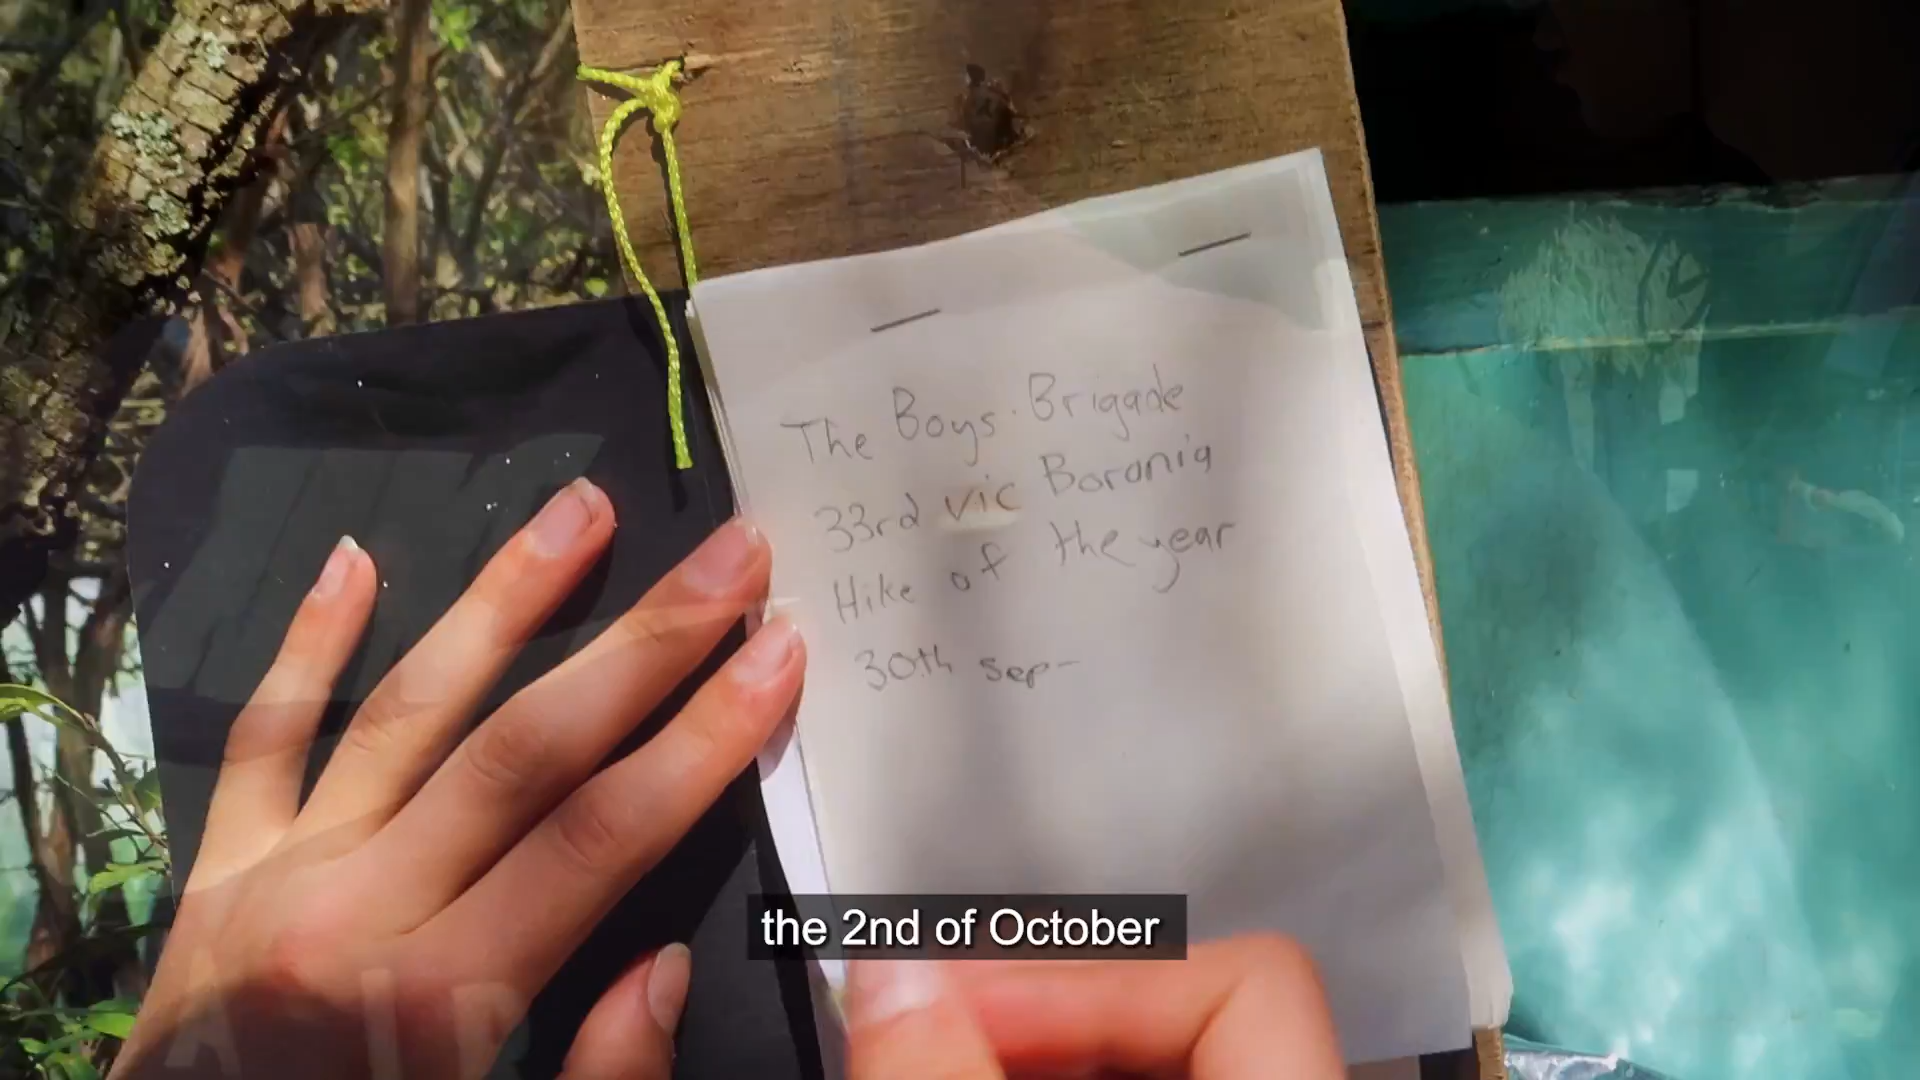 The Boys Brigade
33rd vic Boronia
Hike of the year
30th sep-
the 2nd of October